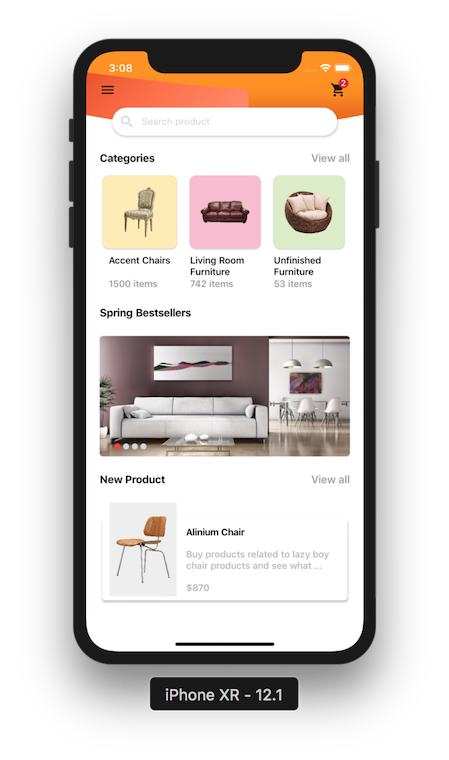 3:08
2
Search product
Categories
View all
Accent Chairs
Living Room
Furniture
Unfinished
Furniture
1500 items
742 items
53 items
Spring Bestsellers
New Product
View all
Alinium Chair
Buy products related to lazy boy
chair products and see what ...
$870
iPhone XR - 12.1